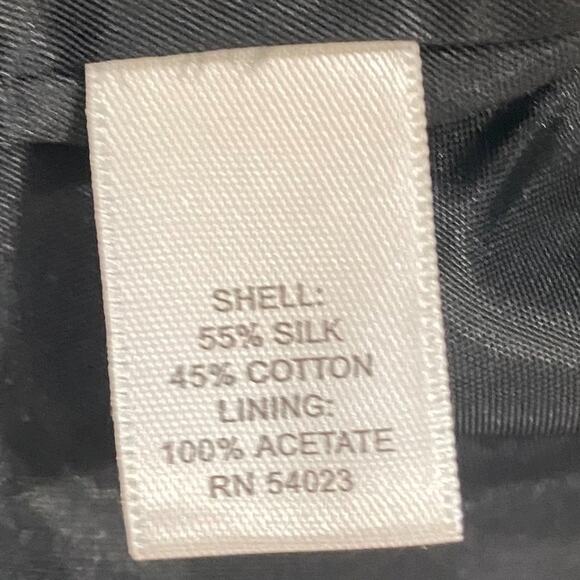 SHELL:
55% SILK
45% COTTON
LINING:
100% ACETATE
RN 54023